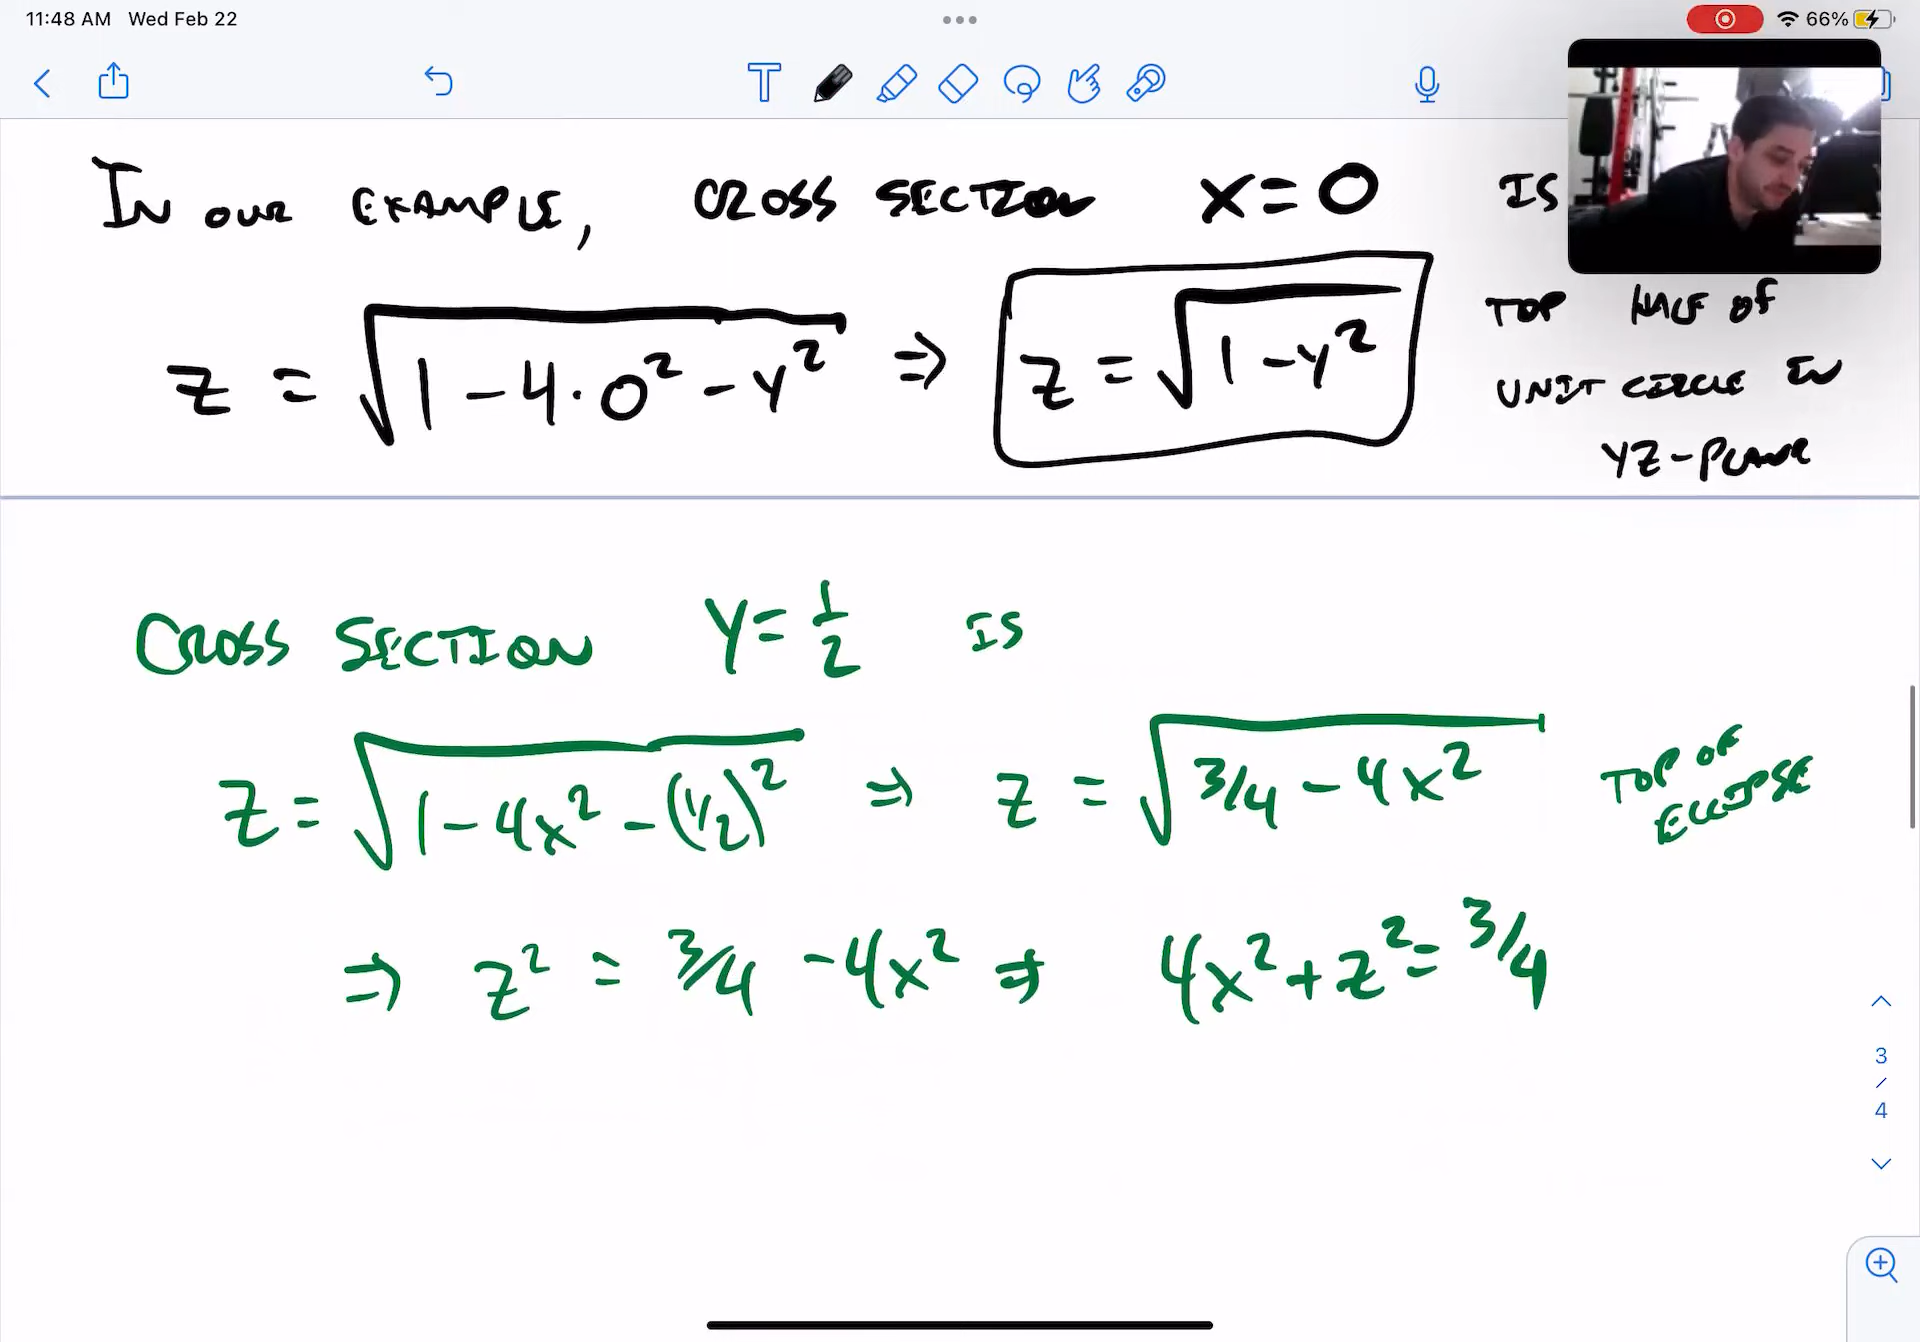 11:48 AM Wed Feb 22
66%
T
IN OUR EXAMPLE, CROSS SECTION X=0 IS
z = √(1-4·0²-y²) ⇒ z = √(1-y²)
TOP HALF OF
UNIT CIRCLE IN
YZ-PLANE
CROSS SECTION Y=1/2 IS
z = √(1-4x²-(1/2)²) ⇒ z = √(3/4-4x²)
TOP OF
ELLIPSE
⇒ z² = 3/4 -4x² ⇒ 4x²+z²=3/4
3
/
4